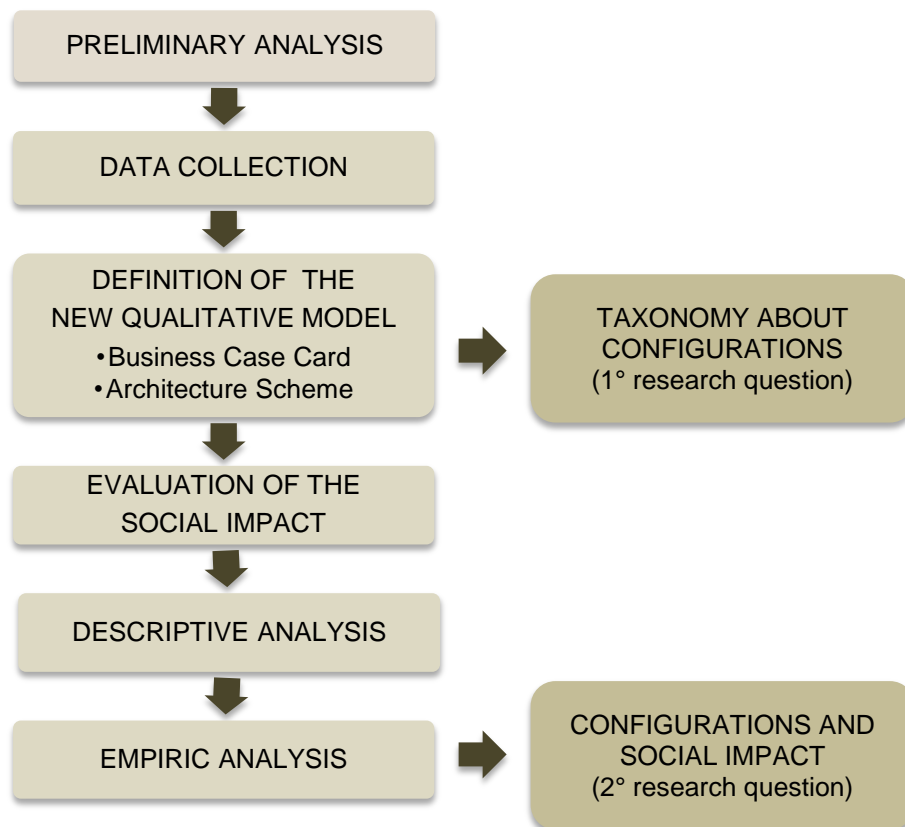 PRELIMINARY ANALYSIS
DATA COLLECTION
DEFINITION OF THE
NEW QUALITATIVE MODEL
•Business Case Card
•Architecture Scheme
TAXONOMY ABOUT
CONFIGURATIONS
(1° research question)
EVALUATION OF THE
SOCIAL IMPACT
DESCRIPTIVE ANALYSIS
EMPIRIC ANALYSIS
CONFIGURATIONS AND
SOCIAL IMPACT
(2° research question)